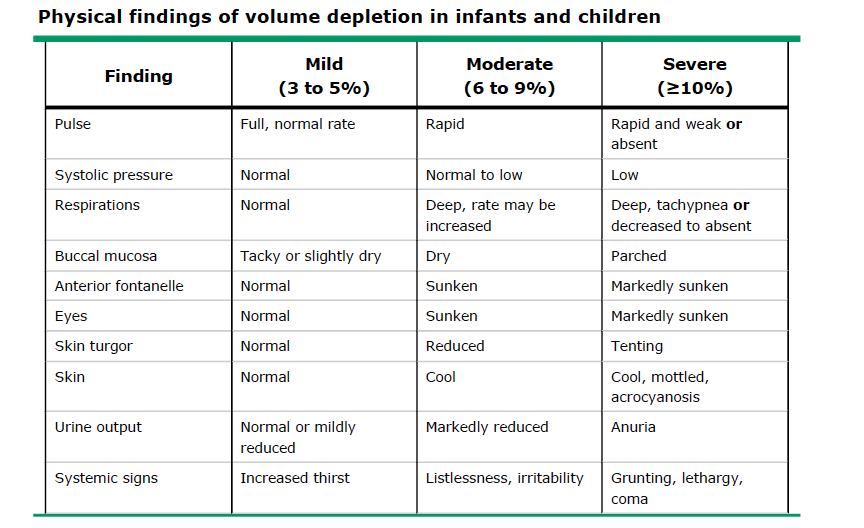 Physical findings of volume depletion in infants and children
Finding
Mild
(3 to 5%)
Moderate
(6 to 9%)
Severe
(≥10%)
Pulse
Full, normal rate
Rapid
Rapid and weak or
absent
Systolic pressure
Normal
Normal to low
Low
Respirations
Normal
Deep, rate may be
increased
Deep, tachypnea or
decreased to absent
Buccal mucosa
Tacky or slightly dry
Dry
Parched
Anterior fontanelle
Normal
Sunken
Markedly sunken
Eyes
Normal
Sunken
Markedly sunken
Skin turgor
Normal
Reduced
Tenting
Skin
Normal
Cool
Cool, mottled,
acrocyanosis
Urine output
Normal or mildly
reduced
Markedly reduced
Anuria
Systemic signs
Increased thirst
Listlessness, irritability
Grunting, lethargy,
coma